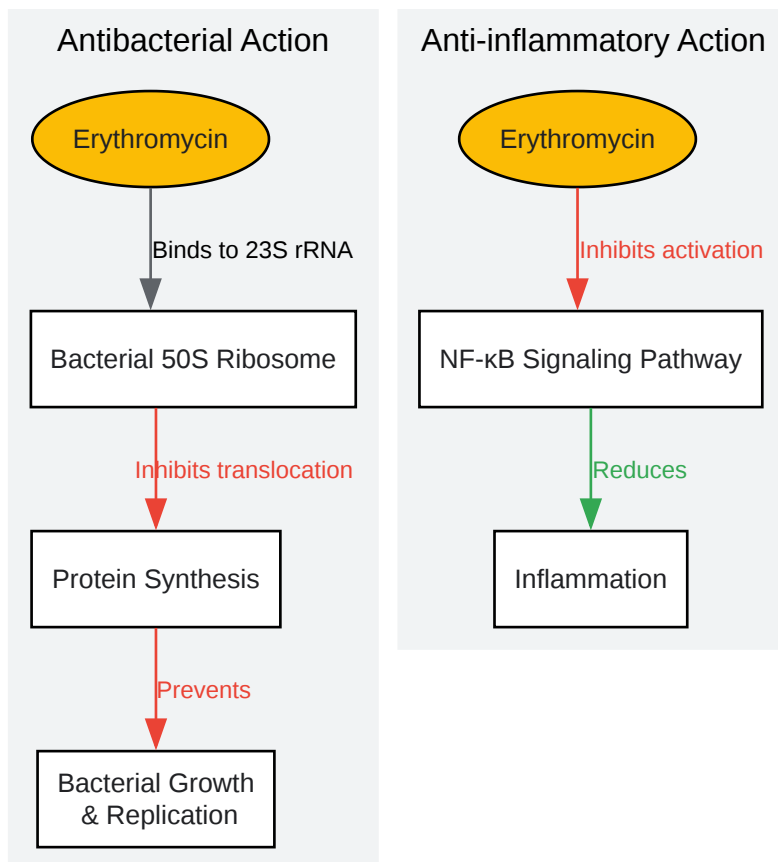 Antibacterial Action
Erythromycin
Binds to 23S rRNA
Bacterial 50S Ribosome
Inhibits translocation
Protein Synthesis
Prevents
Bacterial Growth
& Replication
Anti-inflammatory Action
Erythromycin
Inhibits activation
NF-κB Signaling Pathway
Reduces
Inflammation